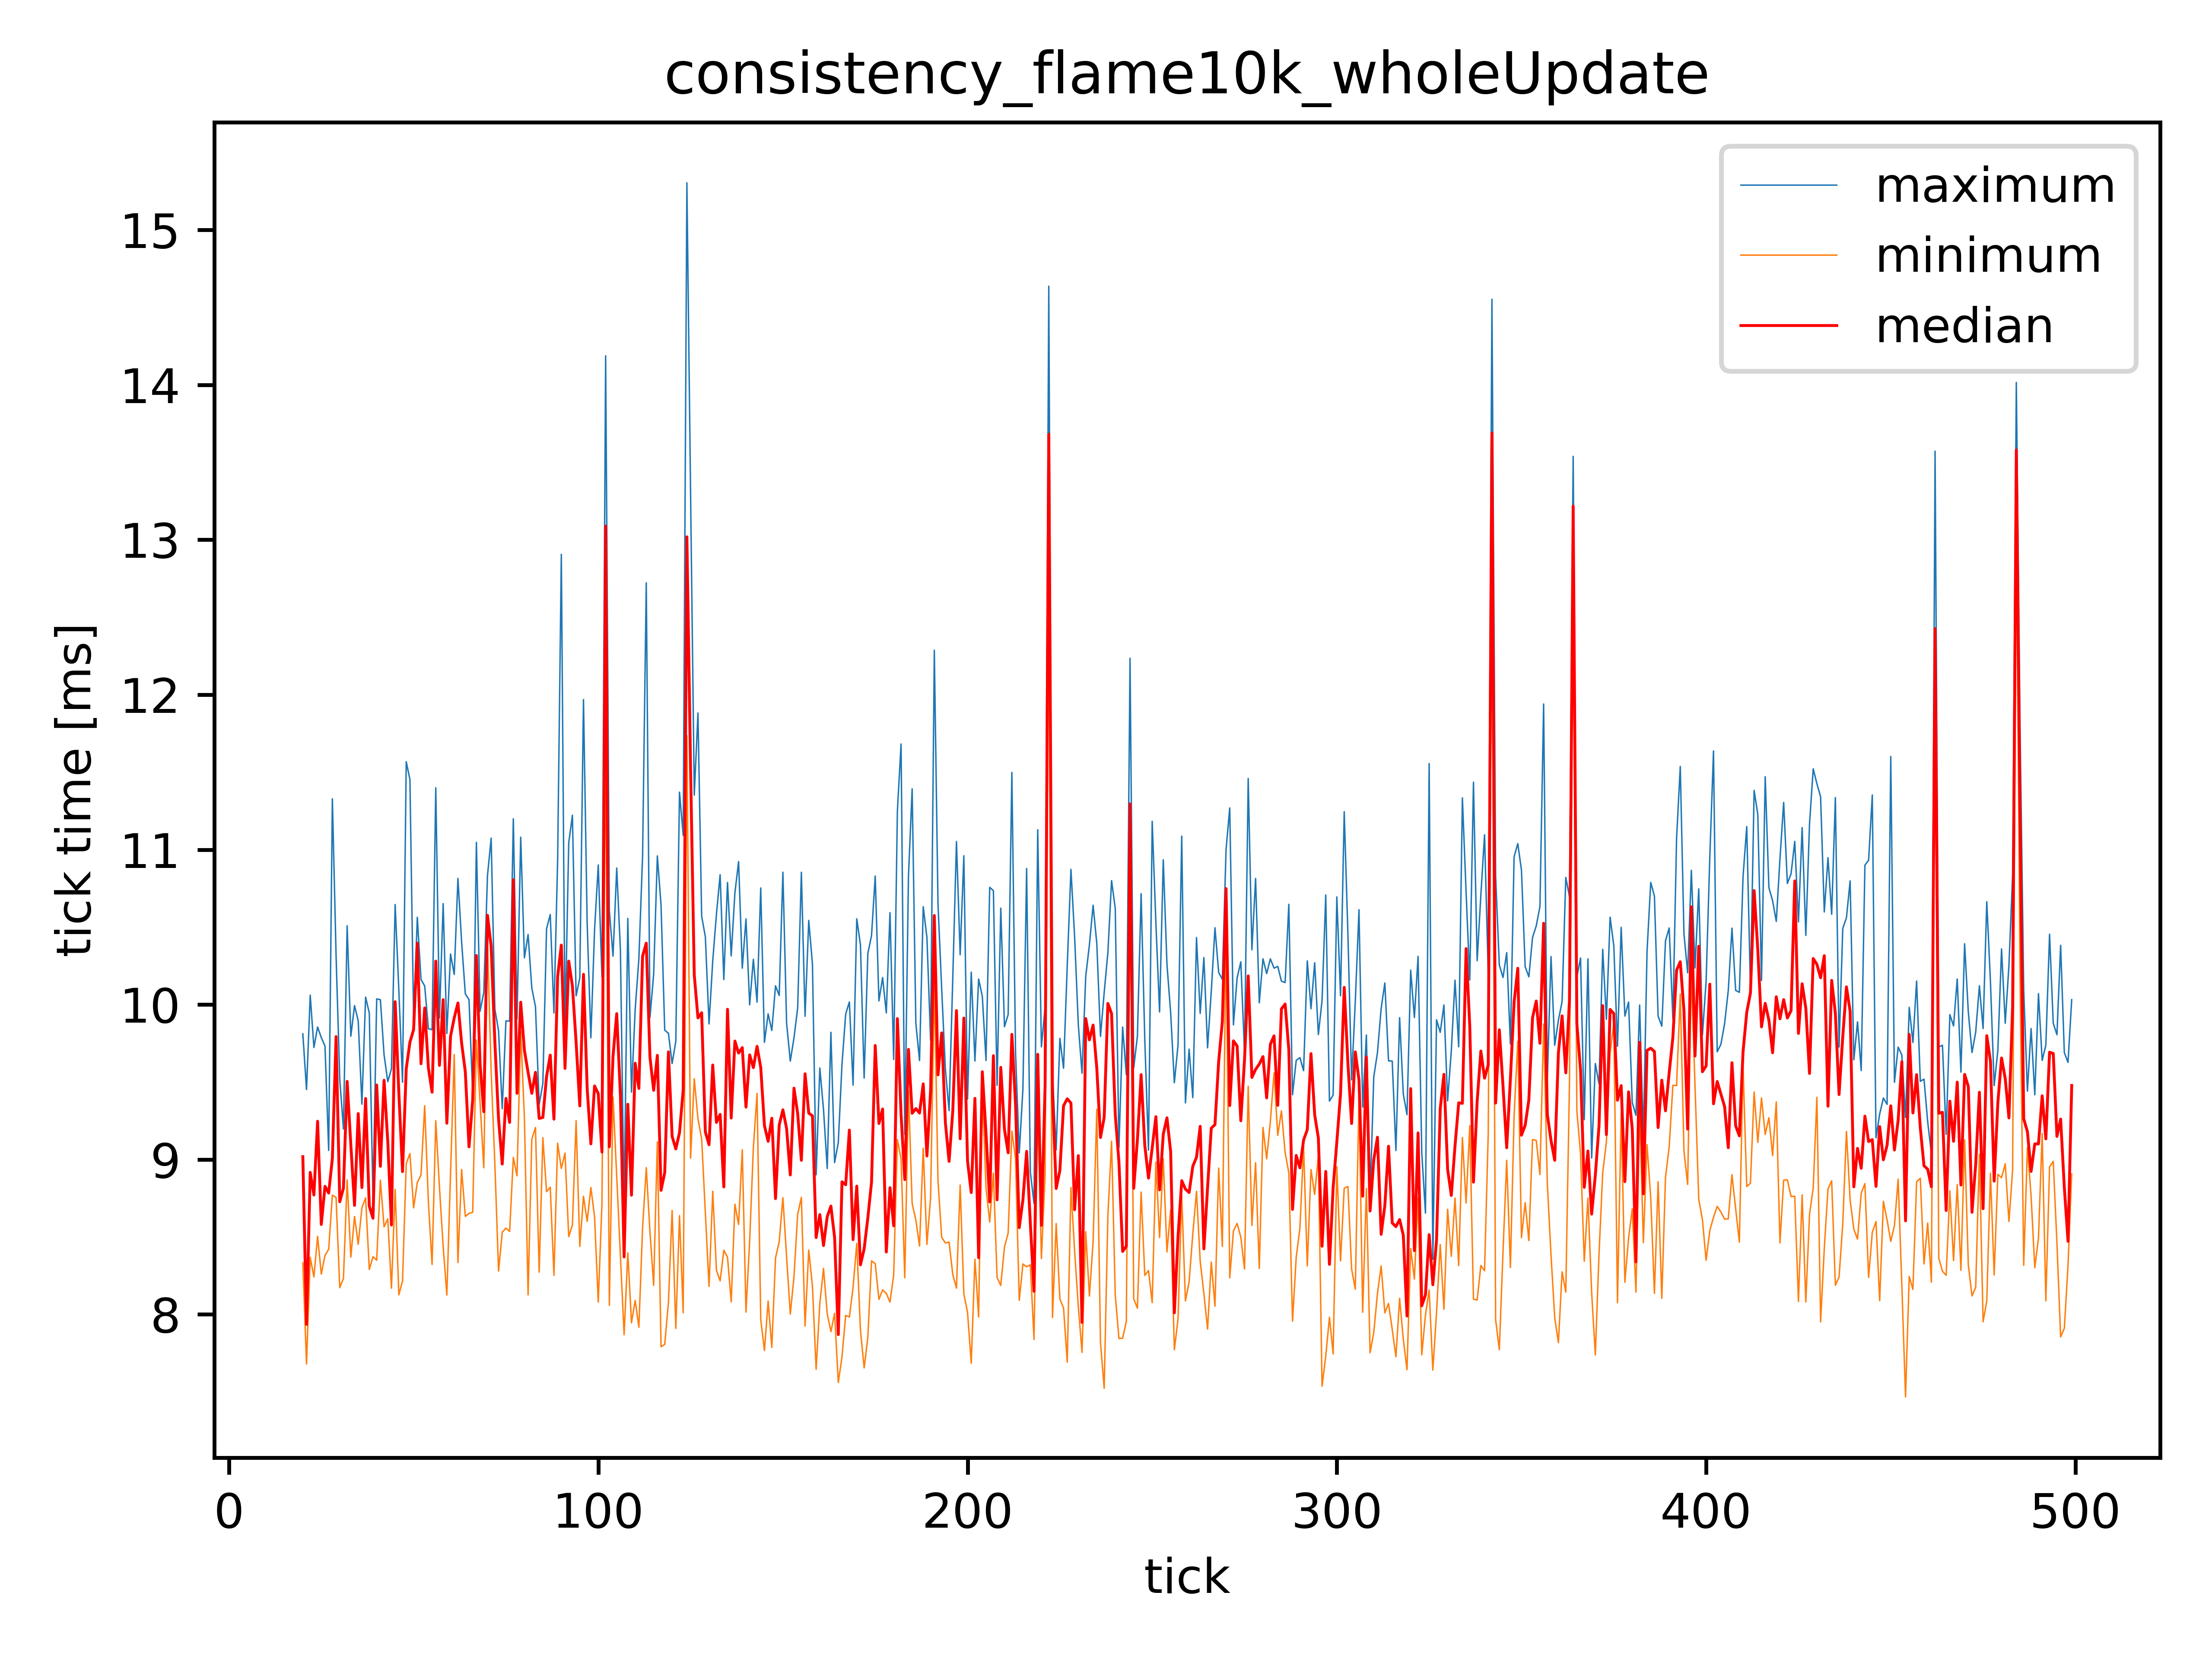 consistency_flame10k_wholeUpdate
maximum
minimum
median
15
14
13
12
11
10
9
8
tick time [ms]
0 100 200 300 400 500
tick